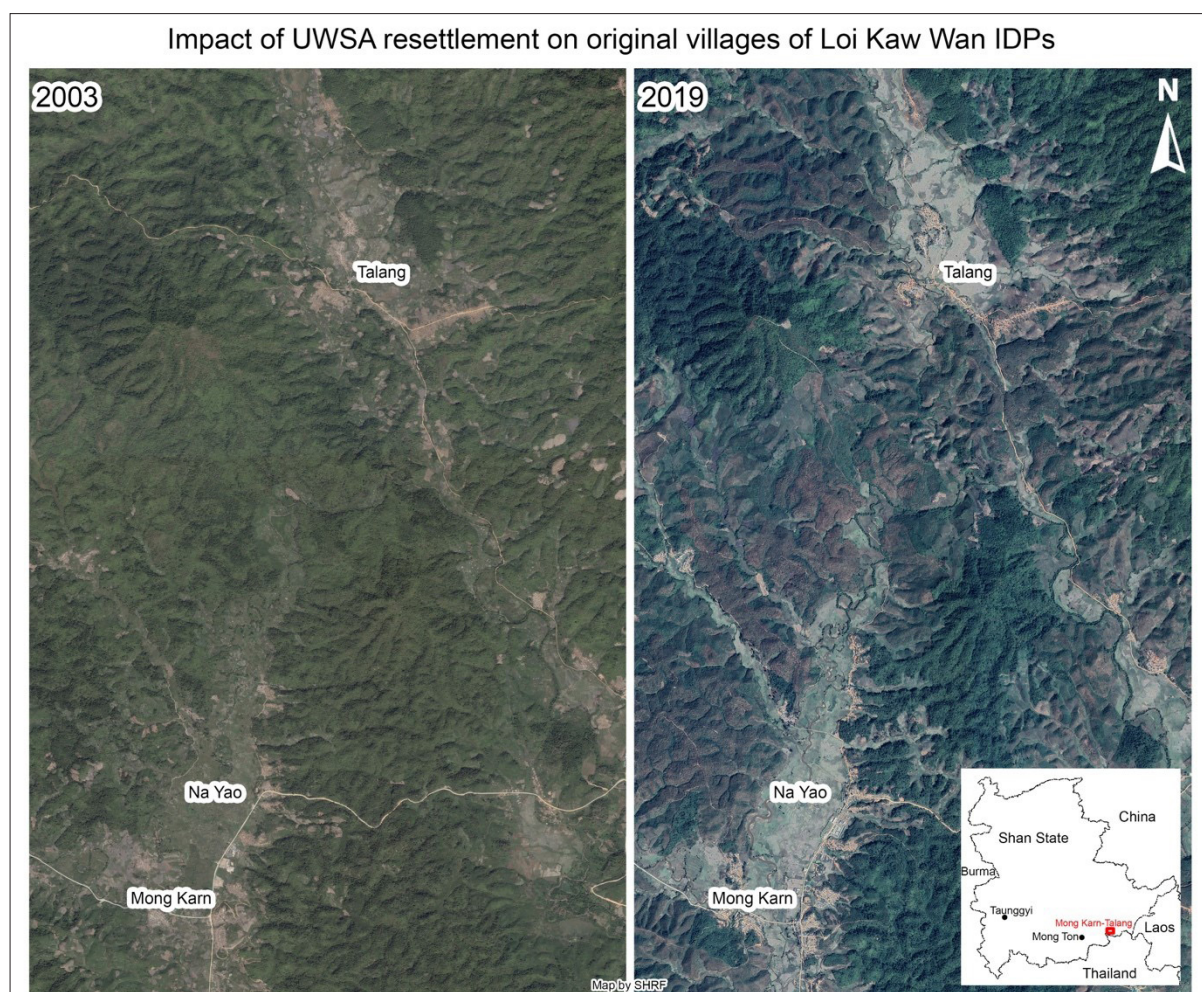 Impact of UWSA resettlement on original villages of Loi Kaw Wan IDPs
2003
Talang
Na Yao
Mong Karn
2019
N
Talang
Na Yao
Mong Karn
China
Shan State
Burma
Taunggyi
Mong Karn-Talang
Mong Ton
Laos
Thailand
Map by SHRF